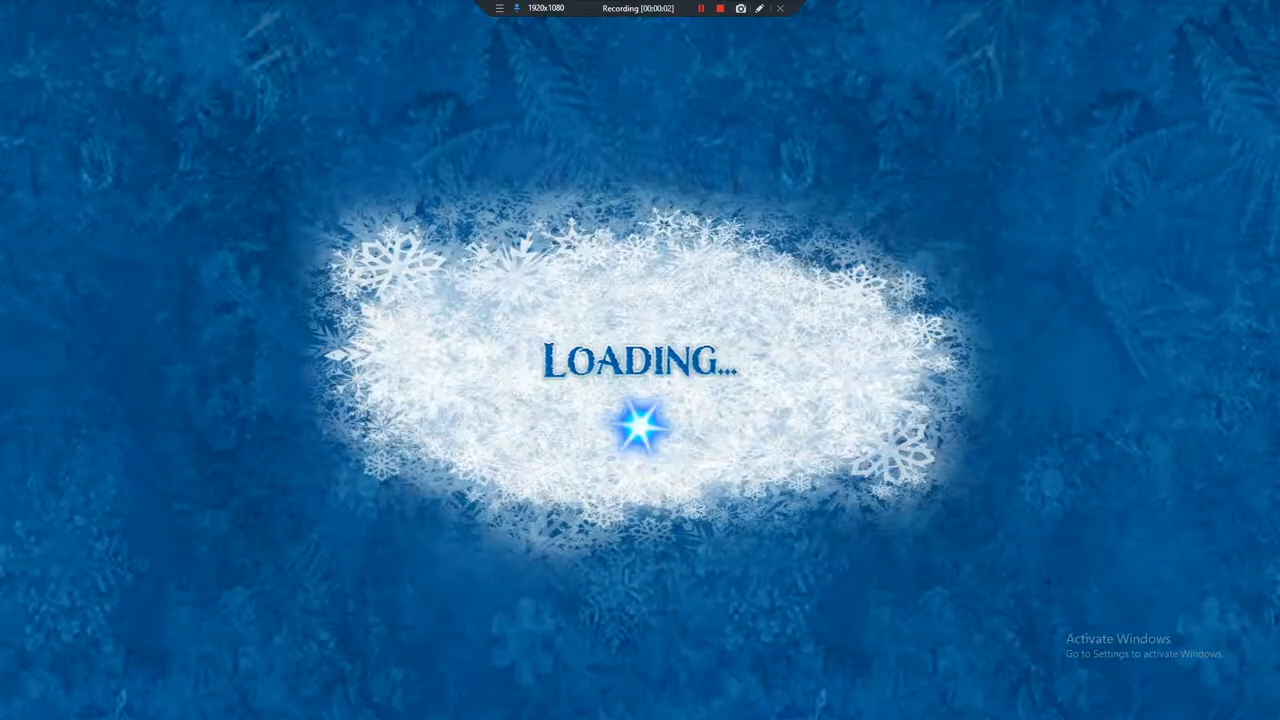 1920x1080 Recording [00:00:02]
LOADING...
Activate Windows
Go to Settings to activate Windows.